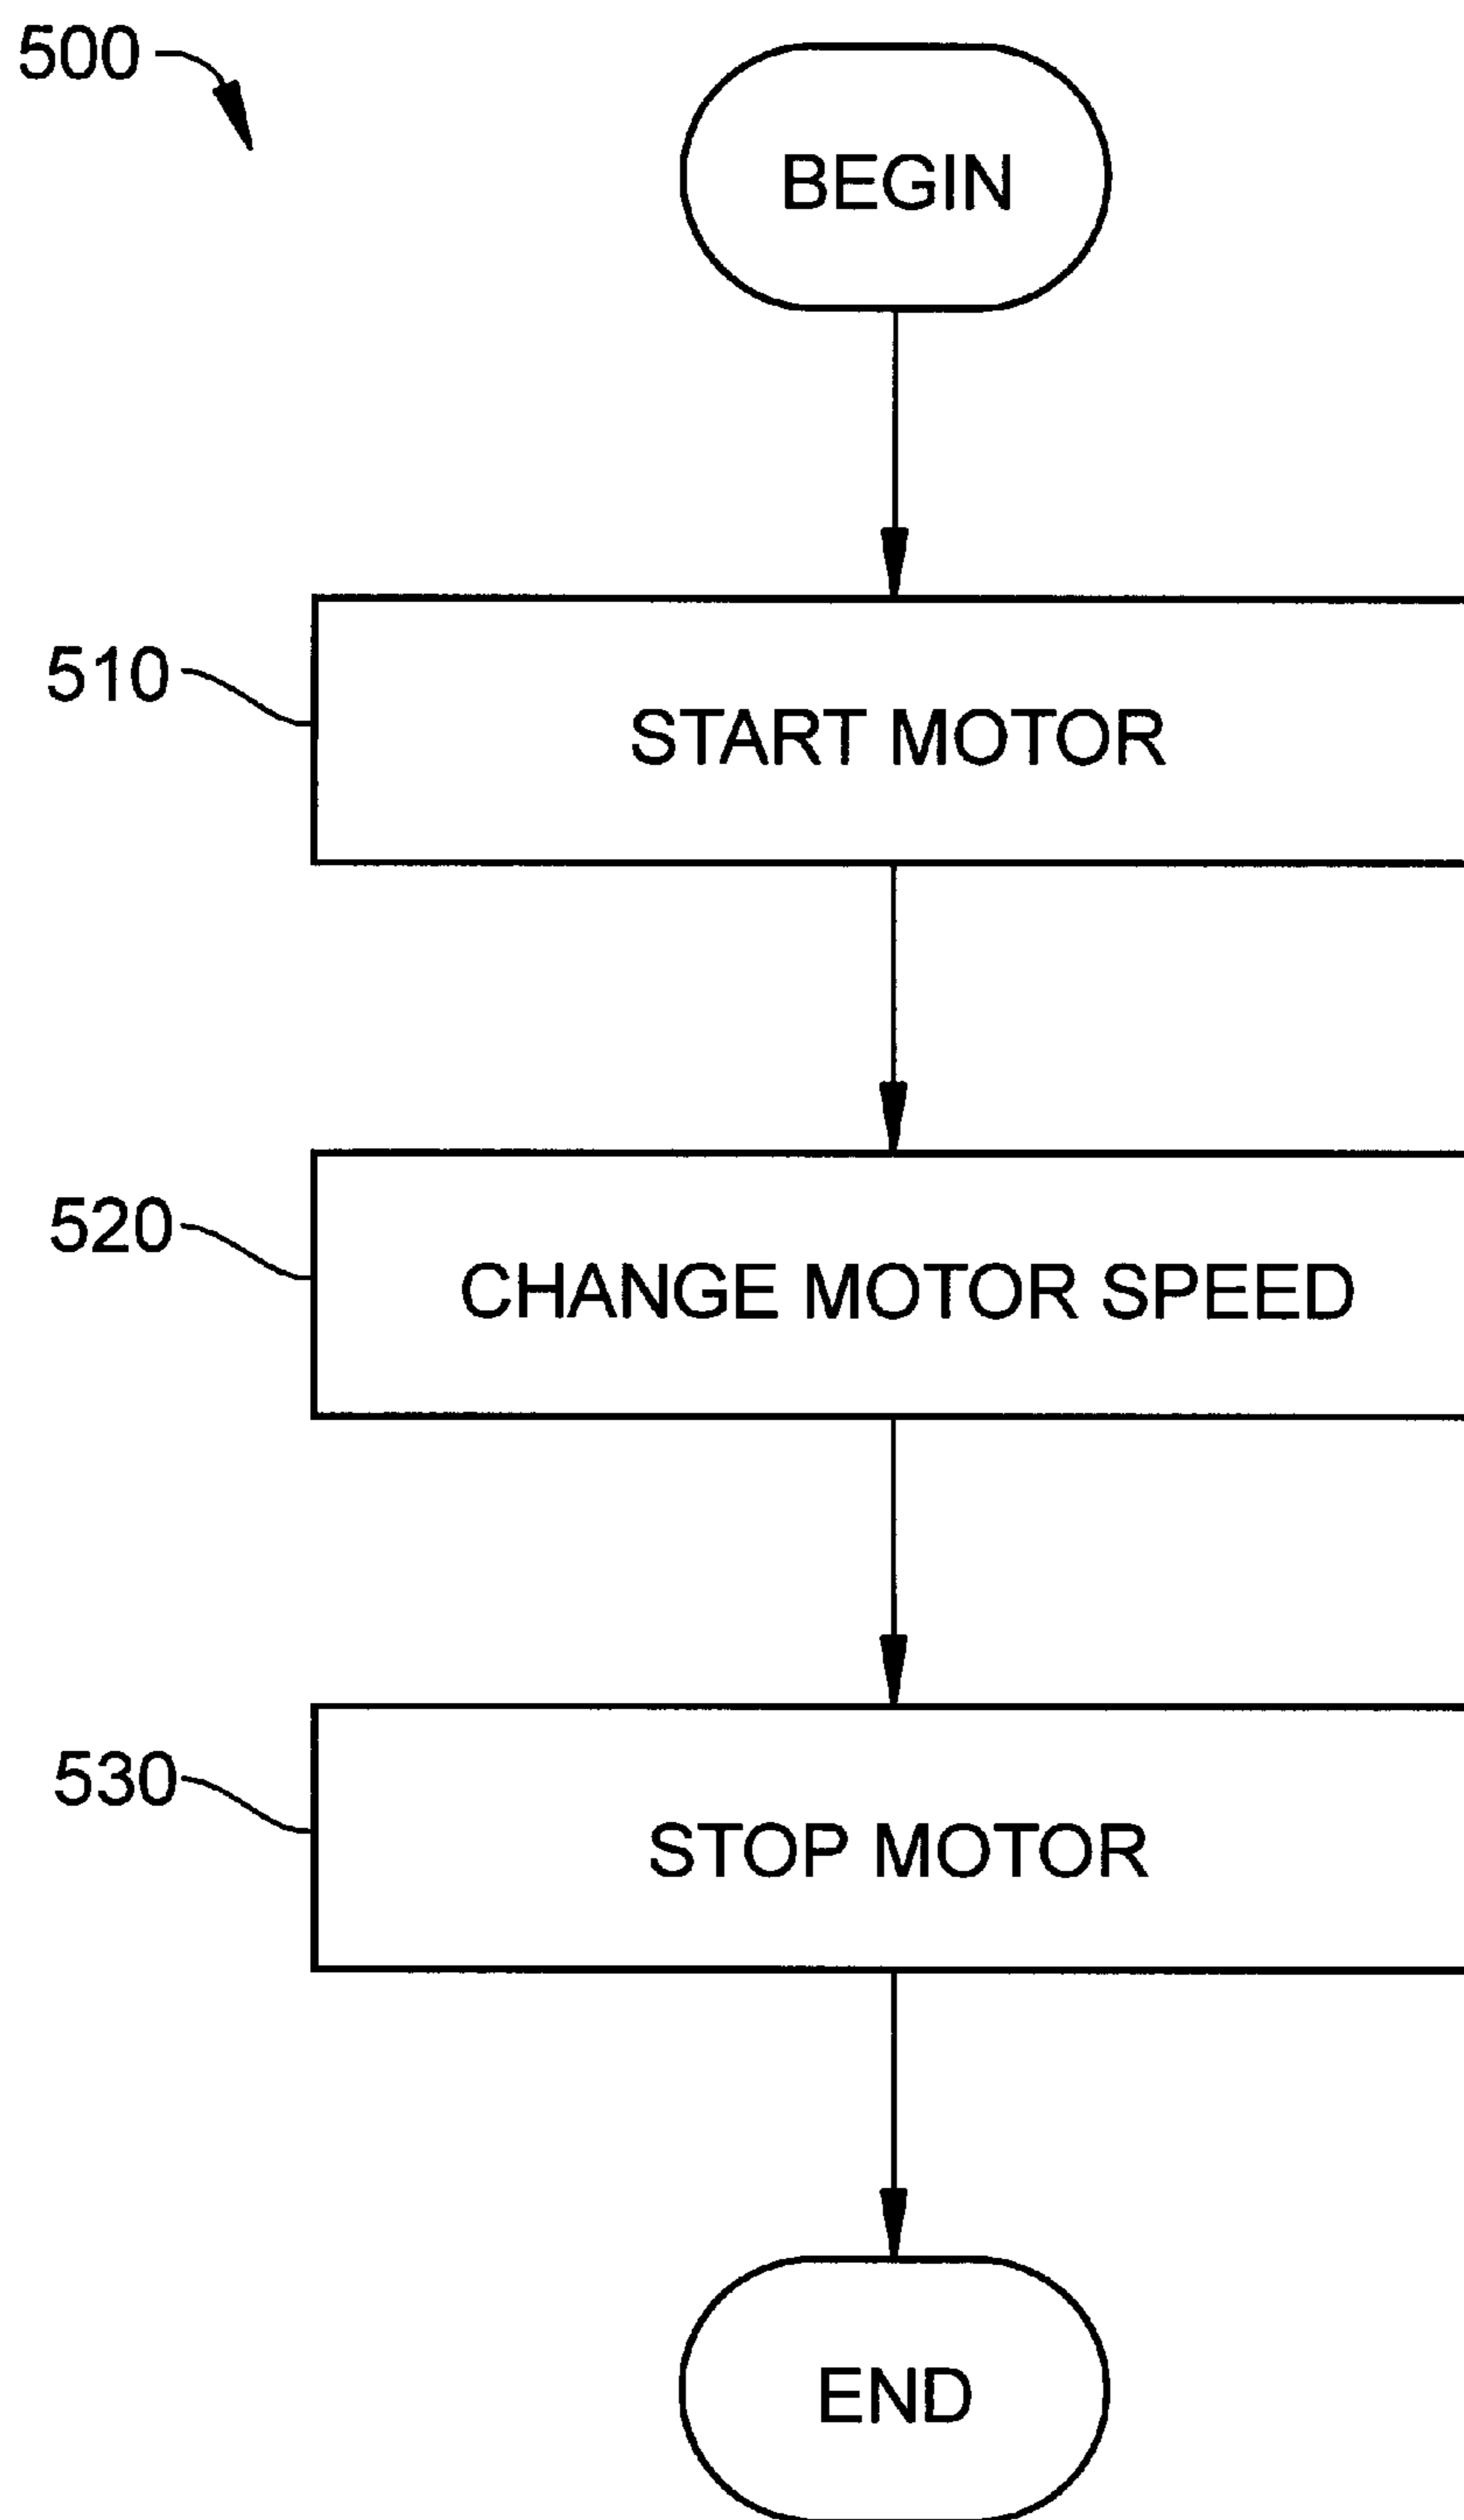 500
BEGIN
510
START MOTOR
520
CHANGE MOTOR SPEED
530
STOP MOTOR
END